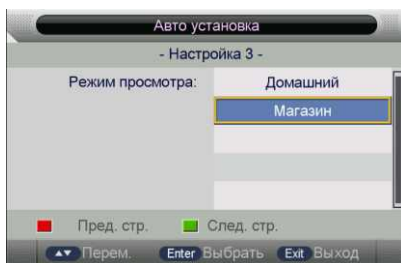 Авто установка
- Настройка 3 -
Режим просмотра: Домашний
Магазин
Пред. стр. След. стр.
Перем. Enter Выбрать Exit Выход